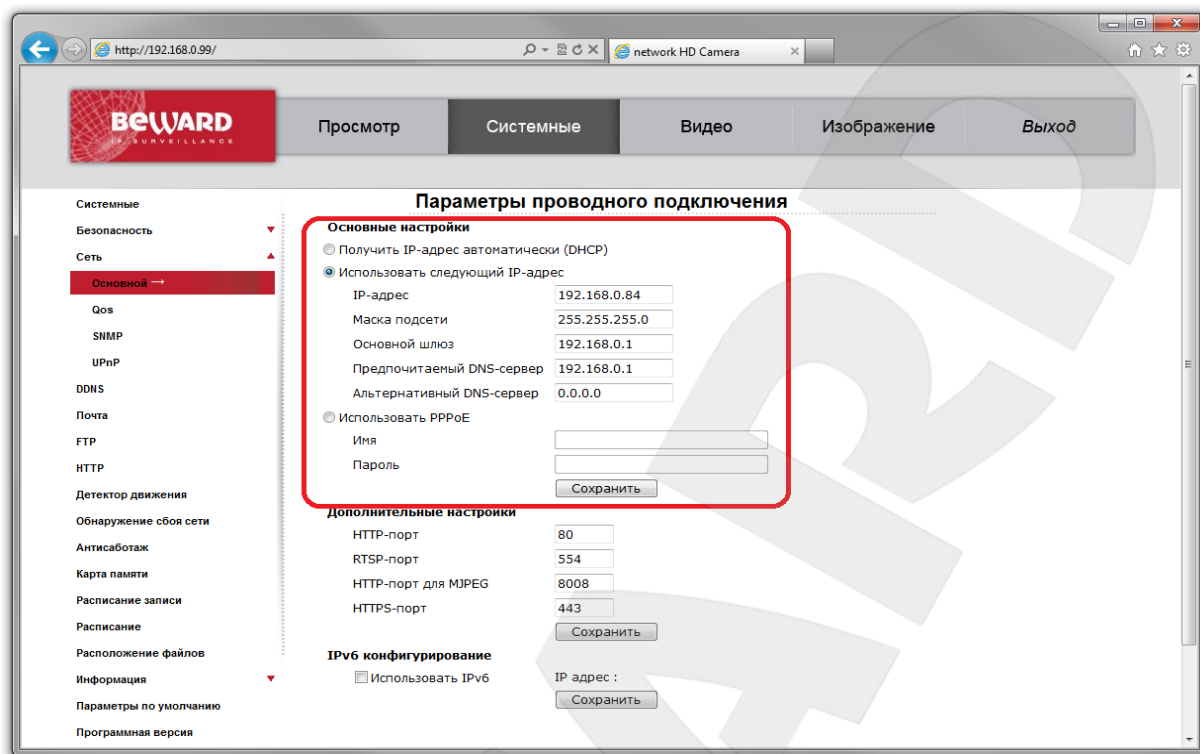 http://192.168.0.99/
network HD Camera
BEWARD
IP SURVEILLANCE
Просмотр
Системные
Видео
Изображение
Выход
Системные
Безопасность
Сеть
Основной →
Qos
SNMP
UPnP
DDNS
Почта
FTP
HTTP
Детектор движения
Обнаружение сбоя сети
Антисаботаж
Карта памяти
Расписание записи
Расписание
Расположение файлов
Информация
Параметры по умолчанию
Программная версия
Параметры проводного подключения
Основные настройки
Получить IP-адрес автоматически (DHCP)
Использовать следующий IP-адрес
IP-адрес 192.168.0.84
Маска подсети 255.255.255.0
Основной шлюз 192.168.0.1
Предпочитаемый DNS-сервер 192.168.0.1
Альтернативный DNS-сервер 0.0.0.0
Использовать PPPoE
Имя
Пароль
Сохранить
Дополнительные настройки
HTTP-порт 80
RTSP-порт 554
HTTP-порт для MJPEG 8008
HTTPS-порт 443
Сохранить
IPv6 конфигурирование
Использовать IPv6 IP адрес :
Сохранить